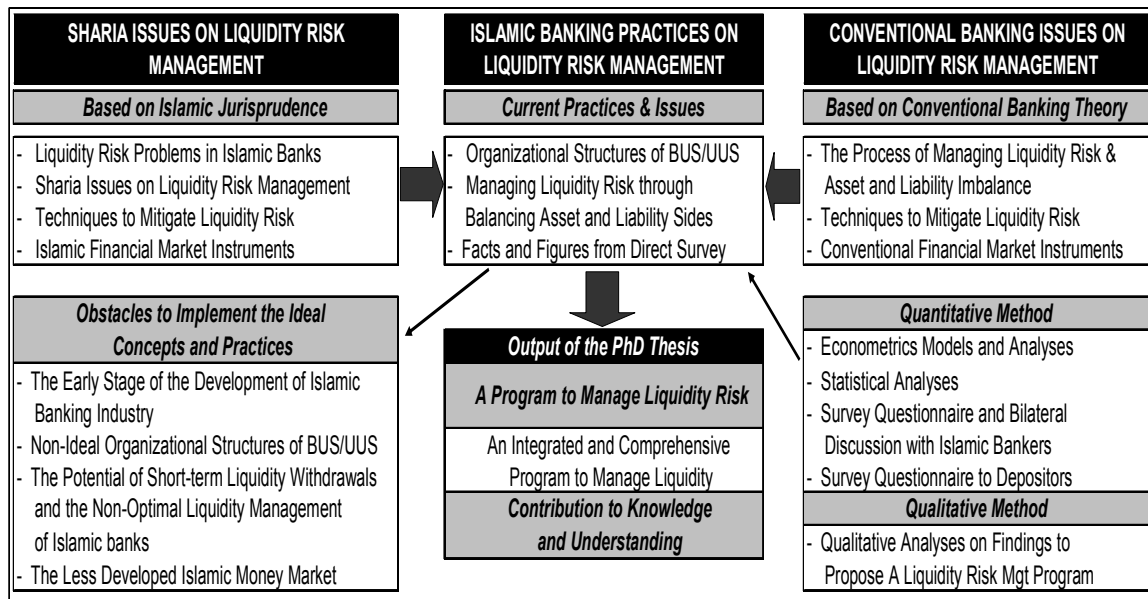 SHARIA ISSUES ON LIQUIDITY RISK
MANAGEMENT
Based on Islamic Jurisprudence
- Liquidity Risk Problems in Islamic Banks
- Sharia Issues on Liquidity Risk Management
- Techniques to Mitigate Liquidity Risk
- Islamic Financial Market Instruments
ISLAMIC BANKING PRACTICES ON
LIQUIDITY RISK MANAGEMENT
Current Practices & Issues
- Organizational Structures of BUS/UUS
- Managing Liquidity Risk through
Balancing Asset and Liability Sides
- Facts and Figures from Direct Survey
CONVENTIONAL BANKING ISSUES ON
LIQUIDITY RISK MANAGEMENT
Based on Conventional Banking Theory
- The Process of Managing Liquidity Risk &
Asset and Liability Imbalance
- Techniques to Mitigate Liquidity Risk
- Conventional Financial Market Instruments
Obstacles to Implement the Ideal
Concepts and Practices
- The Early Stage of the Development of Islamic
Banking Industry
- Non-Ideal Organizational Structures of BUS/UUS
- The Potential of Short-term Liquidity Withdrawals
and the Non-Optimal Liquidity Management
of Islamic banks
- The Less Developed Islamic Money Market
Output of the PhD Thesis
A Program to Manage Liquidity Risk
An Integrated and Comprehensive
Program to Manage Liquidity
Contribution to Knowledge
and Understanding
Quantitative Method
- Econometrics Models and Analyses
- Statistical Analyses
- Survey Questionnaire and Bilateral
Discussion with Islamic Bankers
- Survey Questionnaire to Depositors
Qualitative Method
- Qualitative Analyses on Findings to
Propose A Liquidity Risk Mgt Program